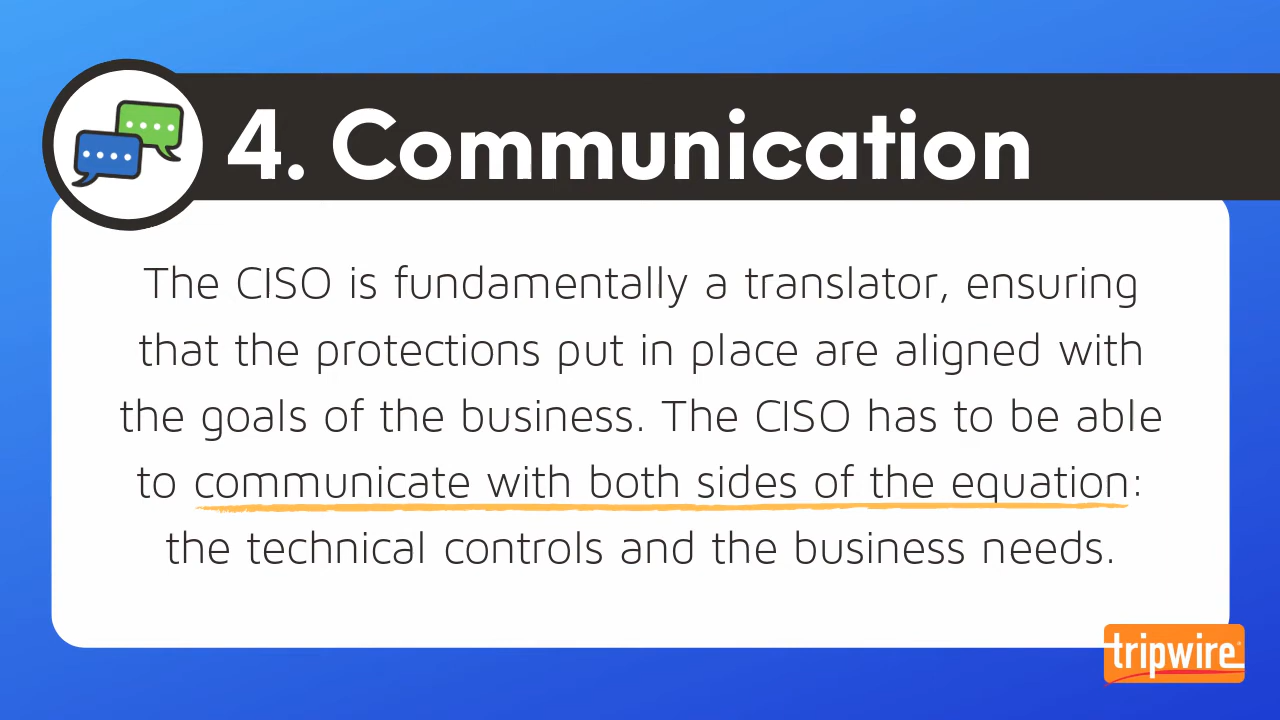 4. Communication
The CISO is fundamentally a translator, ensuring
that the protections put in place are aligned with
the goals of the business. The CISO has to be able
to communicate with both sides of the equation:
the technical controls and the business needs.
tripwire